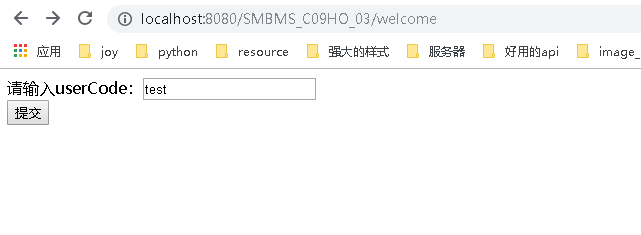 localhost:8080/SMBMS_C09HO_03/welcome
应用 joy python resource 强大的样式 服务器 好用的api image_
请输入userCode: test
提交